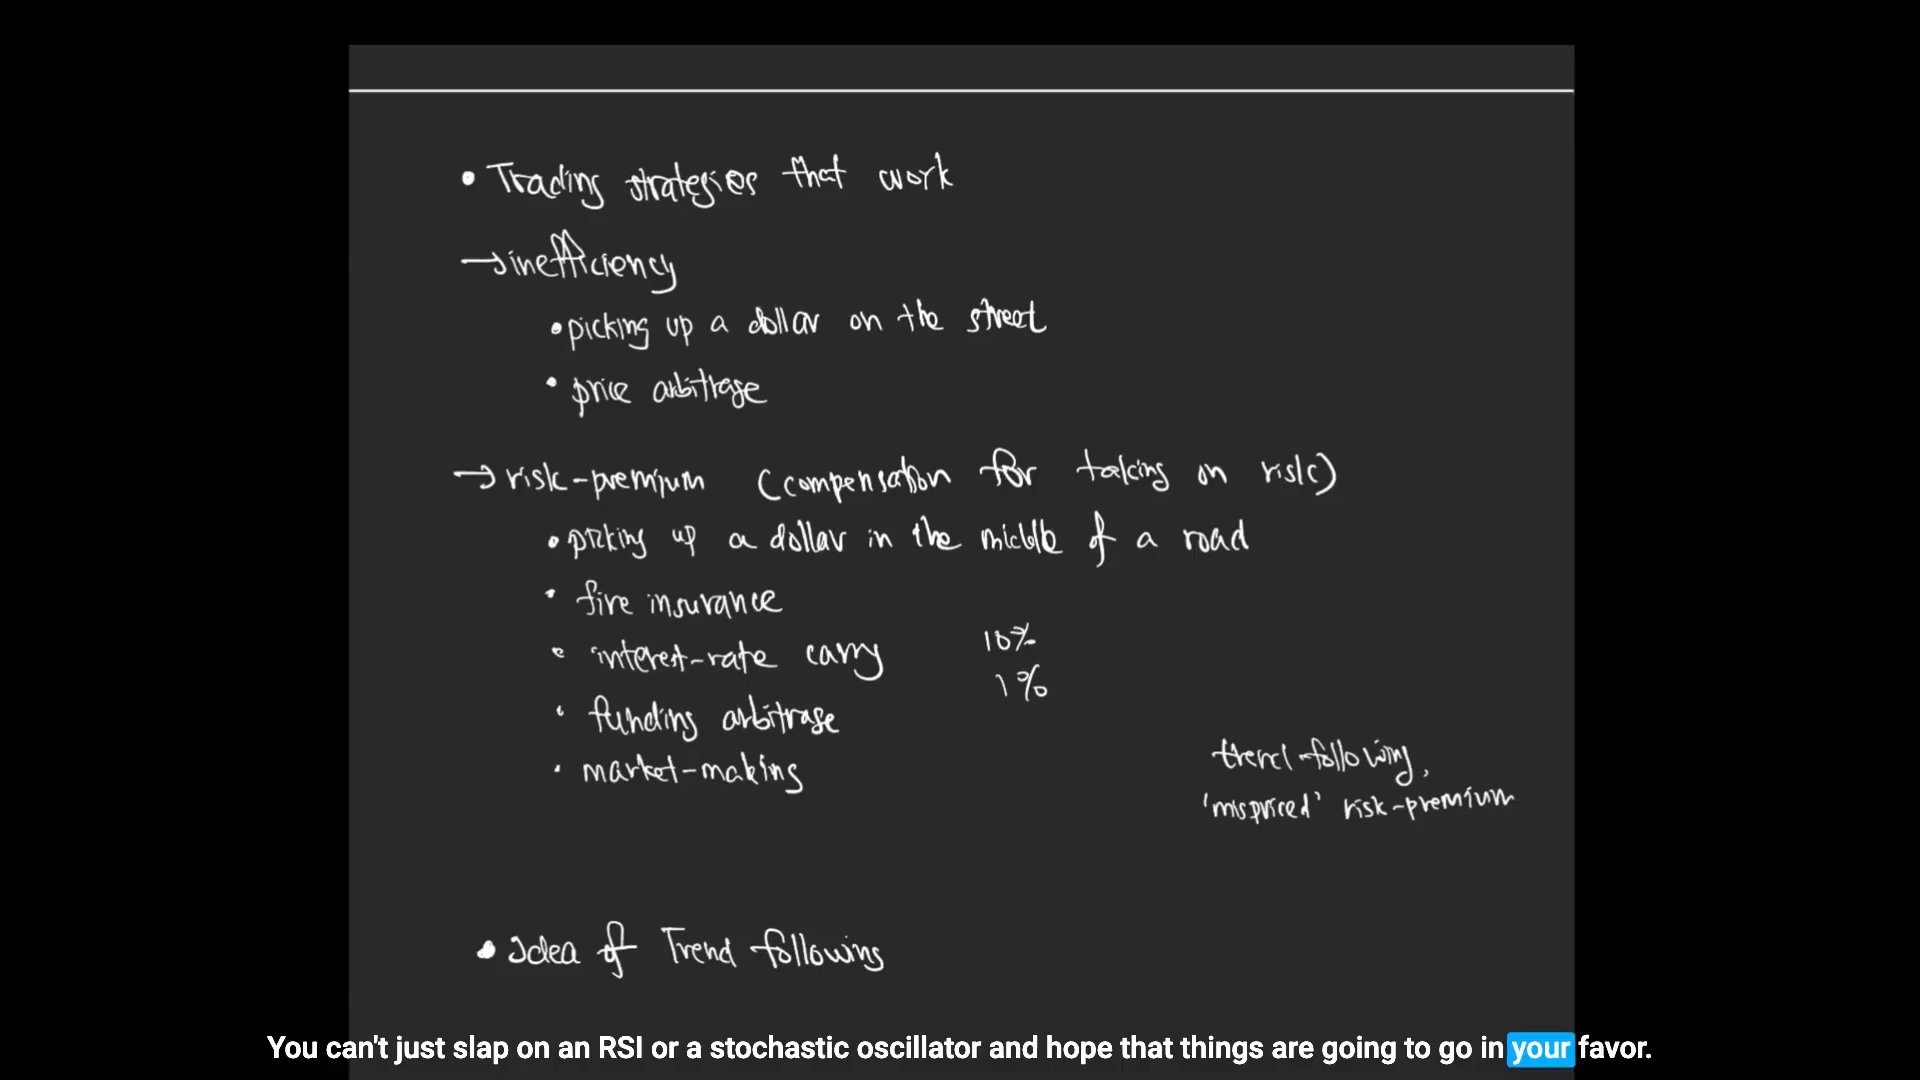 • Trading strategies that work
→ inefficiency
• picking up a dollar on the street
• price arbitrage
→ risk-premium (compensation for taking on risk)
• picking up a dollar in the middle of a road
• fire insurance
• interest-rate carry 10%
1%
• funding arbitrage
• market-making
trend-following,
'mispriced' risk-premium
• Idea of Trend following
You can't just slap on an RSI or a stochastic oscillator and hope that things are going to go in your favor.